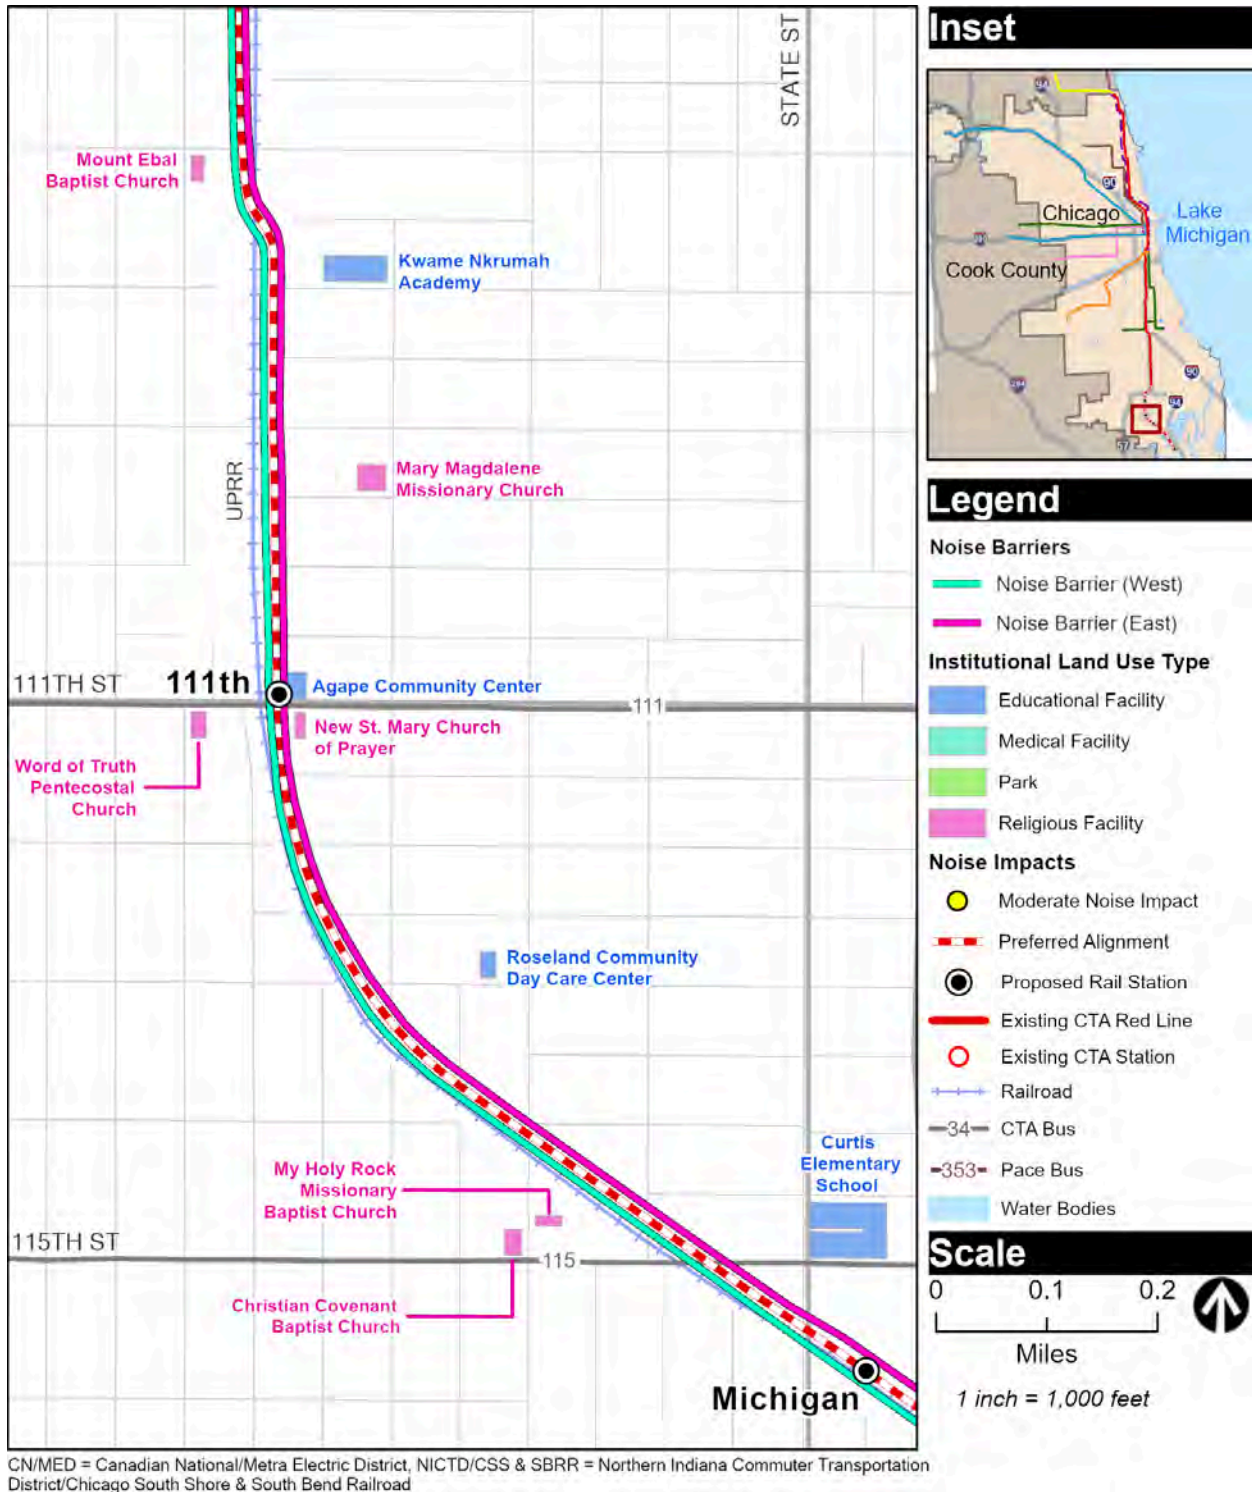 STATE ST
Mount Ebal
Baptist Church
Kwame Nkrumah
Academy
UPRR
Mary Magdalene
Missionary Church
111TH ST
111th
Agape Community Center
111
New St. Mary Church
of Prayer
Word of Truth
Pentecostal
Church
Roseland Community
Day Care Center
Curtis
Elementary
School
My Holy Rock
Missionary
Baptist Church
115TH ST
115
Christian Covenant
Baptist Church
Michigan
Inset
94
90
Chicago
Lake
Michigan
Cook County
90
94
57
Legend
Noise Barriers
Noise Barrier (West)
Noise Barrier (East)
Institutional Land Use Type
Educational Facility
Medical Facility
Park
Religious Facility
Noise Impacts
Moderate Noise Impact
Preferred Alignment
Proposed Rail Station
Existing CTA Red Line
Existing CTA Station
Railroad
34 CTA Bus
353 Pace Bus
Water Bodies
Scale
0 0.1 0.2
Miles
1 inch = 1,000 feet
CN/MED = Canadian National/Metra Electric District, NICTD/CSS & SBRR = Northern Indiana Commuter Transportation
District/Chicago South Shore & South Bend Railroad